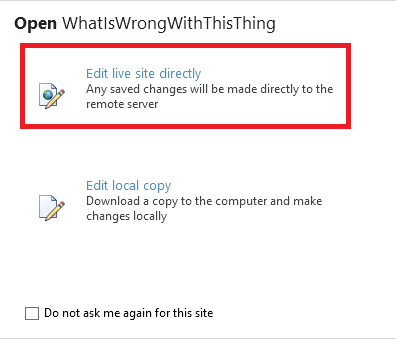 Open WhatIsWrongWithThisThing
Edit live site directly
Any saved changes will be made directly to the
remote server
Edit local copy
Download a copy to the computer and make
changes locally
Do not ask me again for this site